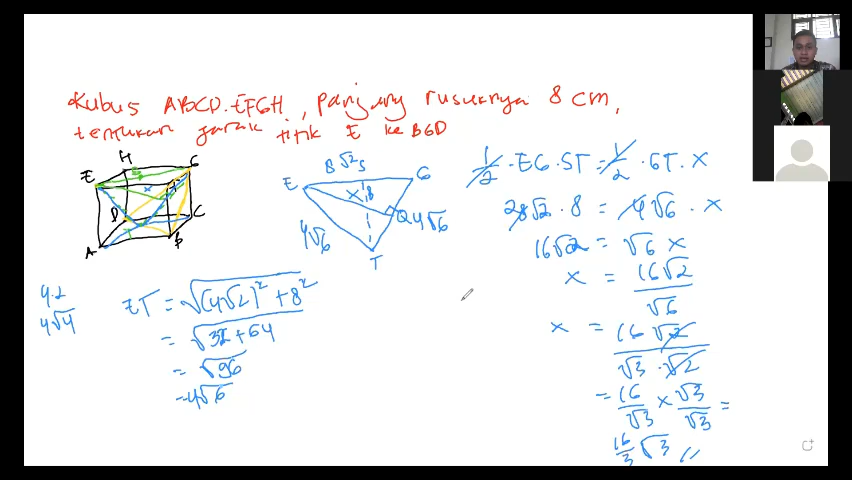 Kubus ABCD.EFGH, panjang rusuknya 8 cm,
tentukan jarak titik E ke BGD
H
G
E
D
C
A
B
8√2 S
E
G
X
8
Q
4√6
4√6
T
4.2
4√4
ET = √(4√2)² + 8²
= √32 + 64
= √96
= 4√6
1/2 · EG · ST = 1/2 · GT · X
28√2 · 8 = 4√6 · x
16√2 = √6 x
x = 16√2 / √6
x = 16 √2 / √3 · √2
= 16/√3 × √3/√3 =
16/3 √3 //